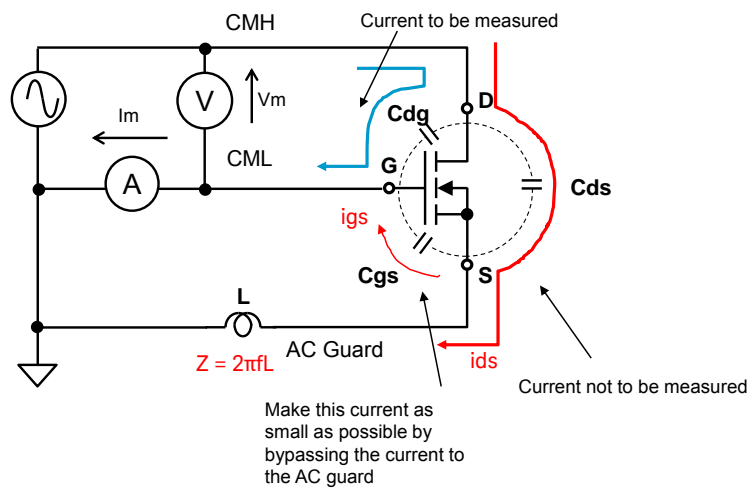 CMH
Current to be measured
V
Vm
Im
D
Cdg
CML
G
A
Cds
igs
Cgs
S
L
AC Guard
Z = 2πfL
ids
Current not to be measured
Make this current as
small as possible by
bypassing the current to
the AC guard